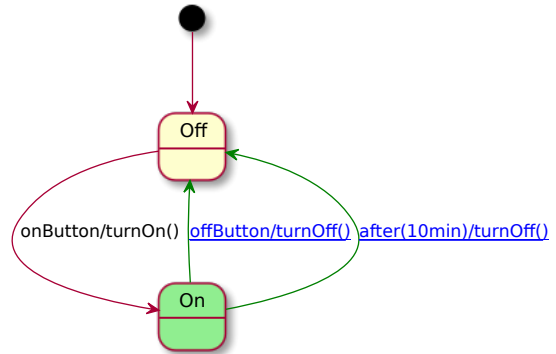 Off
onButton/turnOn()
offButton/turnOff()
after(10min)/turnOff()
On